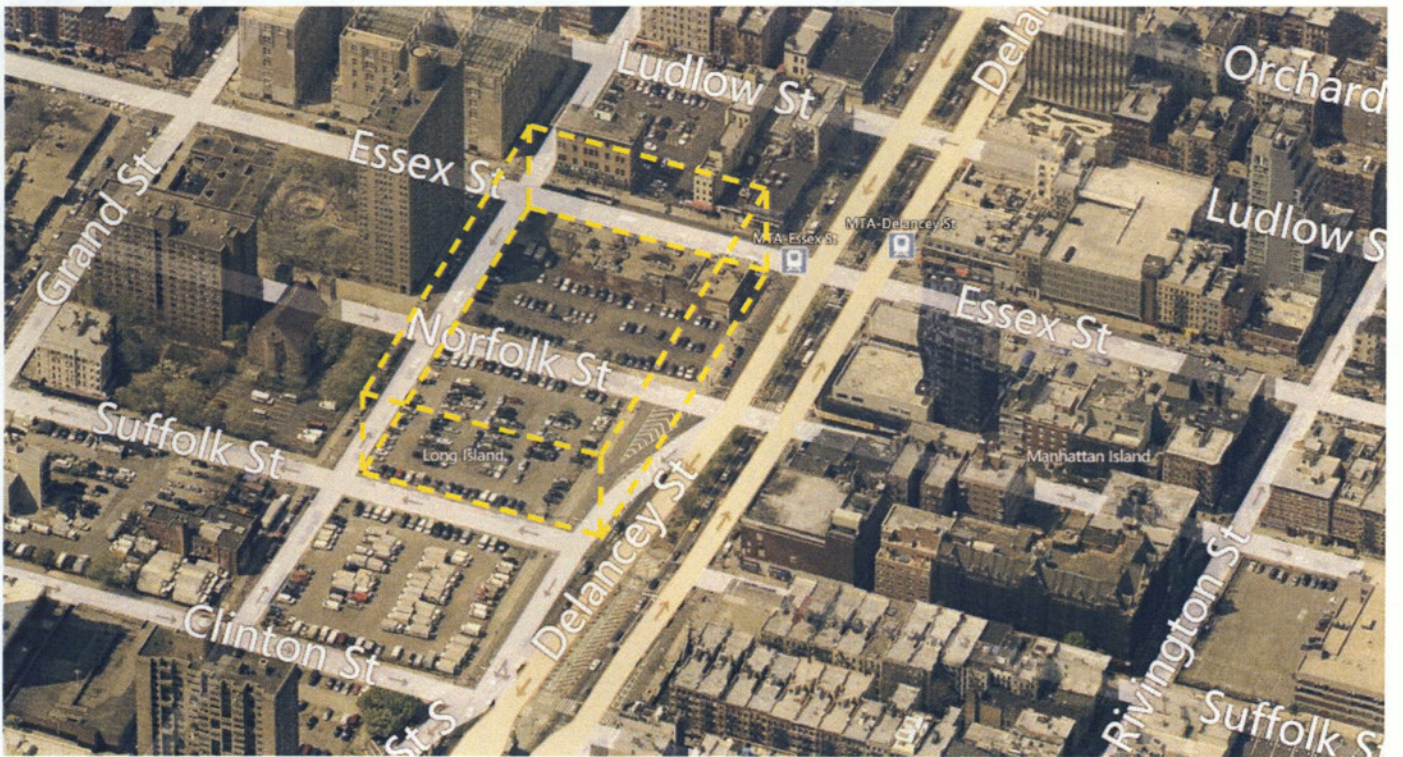 Ludlow St
Delan
Orchard
Essex St
Grand St
MTA-Essex St
MTA-Delancey St
Ludlow S
Essex St
Norfolk St
Suffolk St
Long Island
Manhattan Island
Delancey St
Clinton St
Rivington St
St S
Suffolk S